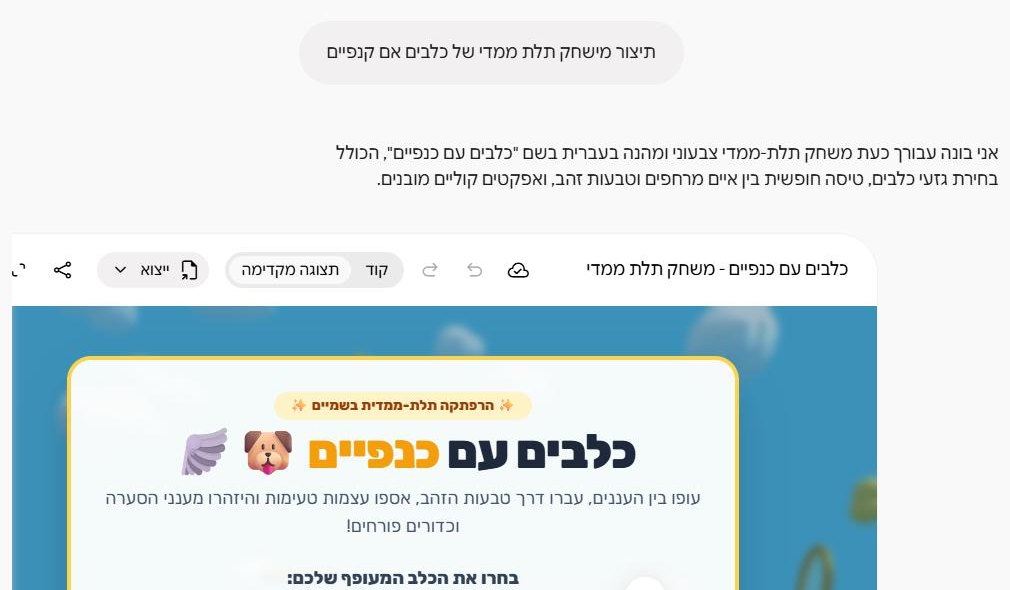 תיצור מישחק תלת ממדי של כלבים אם קנפיים
אני בונה עבורך כעת משחק תלת-ממדי צבעוני ומהנה בעברית בשם "כלבים עם כנפיים", הכולל
בחירת גזעי כלבים, טיסה חופשית בין איים מרחפים וטבעות זהב, ואפקטים קוליים מובנים.
כלבים עם כנפיים - משחק תלת ממדי
קוד
תצוגה מקדימה
ייצוא
✨ הרפתקה תלת-ממדית בשמיים ✨
כלבים עם כנפיים
עופו בין העננים, עברו דרך טבעות הזהב, אספו עצמות טעימות והיזהרו מענני הסערה
וכדורים פורחים!
בחרו את הכלב המעופף שלכם: